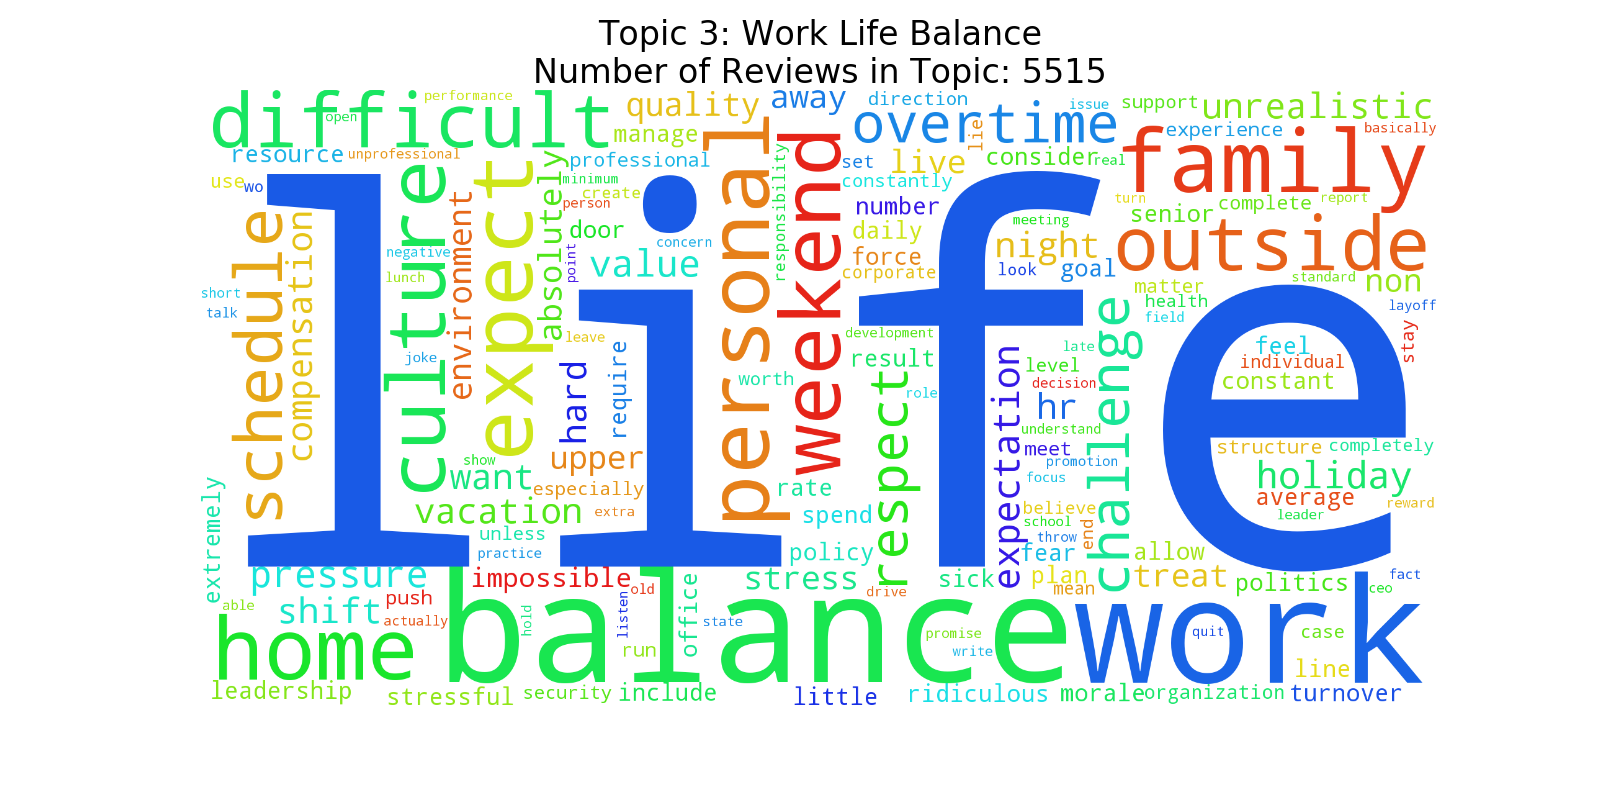 Topic 3: Work Life Balance
Number of Reviews in Topic: 5515
difficult
performance
open
quality
away
direction
issue
support
unrealistic
overtime
lie
experience
basically
manage
resource
unprofessional
professional
set
live
consider
real
family
use
wo
minimum
create
person
constantly
number
meeting
turn
senior
complete
report
schedule
compensation
culture
environment
expect
absolutely
personal
responsibility
weekend
door
daily
force
corporate
night
outside
negative
lunch
point
concern
value
look
goal
standard
non
matter
health
field
layoff
short
talk
life
joke
leave
development
result
late
level
decision
challenge
feel
individual
constant
stay
hard
require
worth
role
respect
expectation
hr
understand
meet
promotion
focus
structure
completely
show
want
upper
especially
extra
vacation
rate
spend
believe
school
throw
end
holiday
average
leader
reward
extremely
unless
practice
policy
fear
allow
pressure
impossible
old
stress
sick
drive
plan
mean
treat
politics
fact
ceo
able
shift
push
actually
hold
listen
office
state
home
balance
work
promise
write
quit
case
run
line
leadership
stressful
security
include
little
ridiculous
morale
organization
turnover